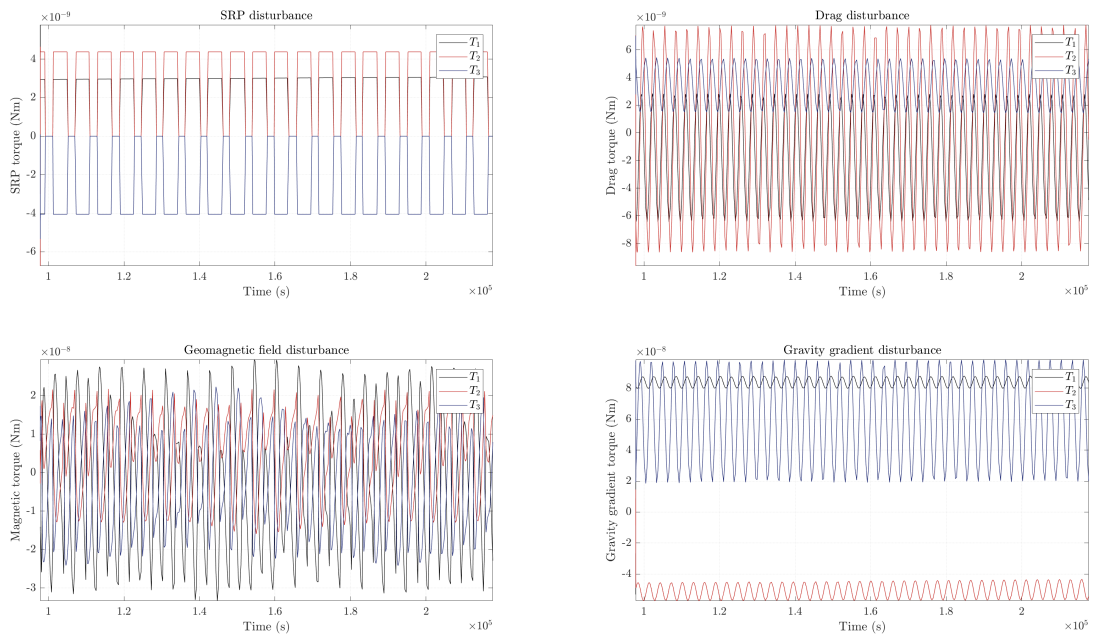 SRP disturbance
×10⁻⁹
T₁
T₂
T₃
4
2
0
-2
-4
-6
SRP torque (Nm)
1
1.2
1.4
1.6
1.8
2
×10⁵
Time (s)
Drag disturbance
×10⁻⁹
T₁
T₂
T₃
6
4
2
0
-2
-4
-6
-8
Drag torque (Nm)
1
1.2
1.4
1.6
1.8
2
×10⁵
Time (s)
Geomagnetic field disturbance
×10⁻⁸
T₁
T₂
T₃
2
1
0
-1
-2
-3
Magnetic torque (Nm)
1
1.2
1.4
1.6
1.8
2
×10⁵
Time (s)
Gravity gradient disturbance
×10⁻⁸
T₁
T₂
T₃
8
6
4
2
0
-2
-4
Gravity gradient torque (Nm)
1
1.2
1.4
1.6
1.8
2
×10⁵
Time (s)